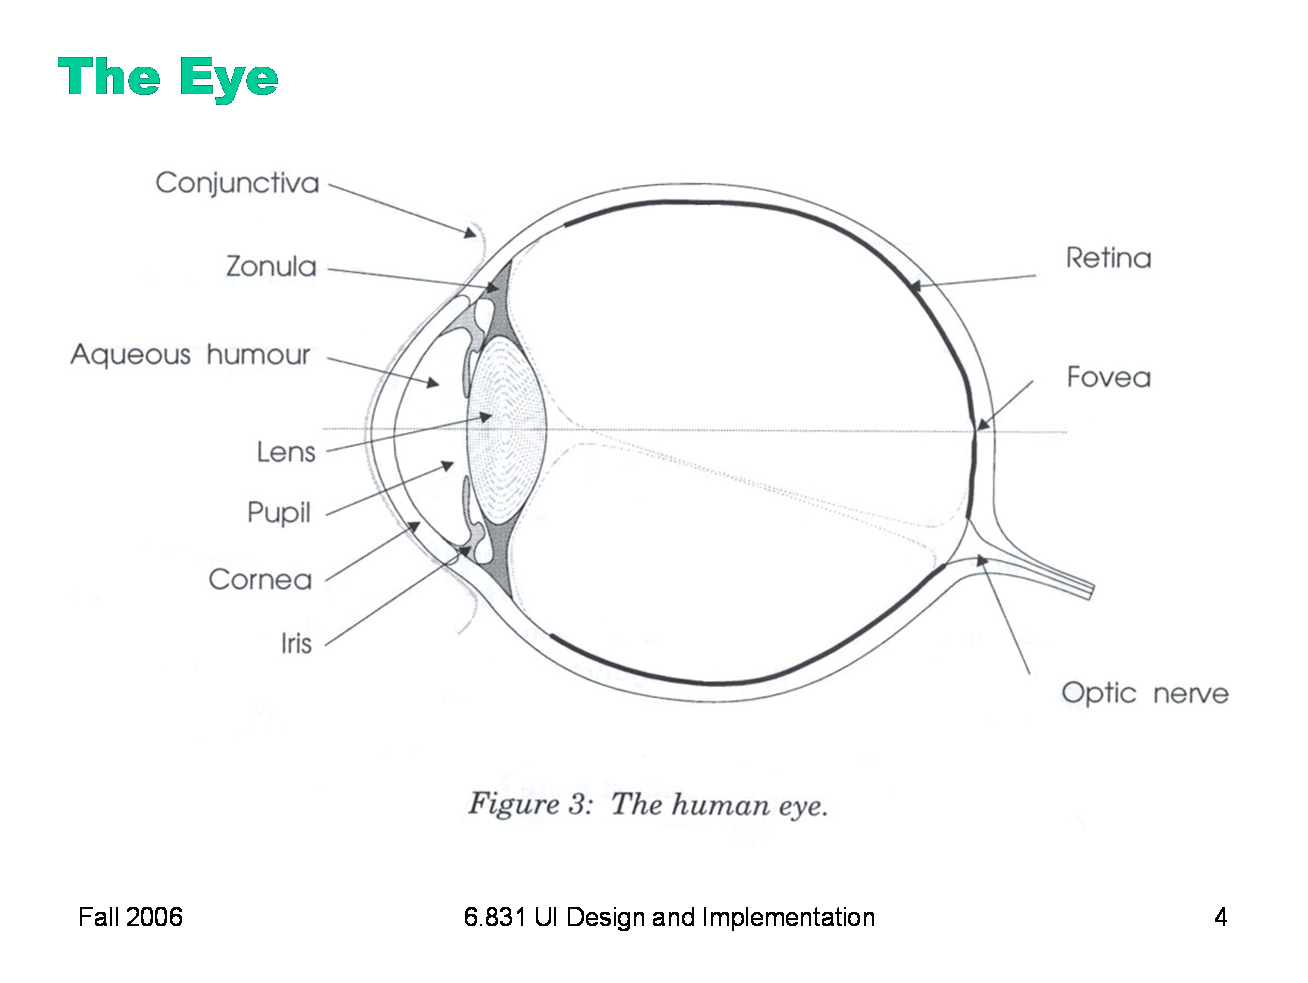 The Eye
Conjunctiva
Zonula
Aqueous humour
Lens
Pupil
Cornea
Iris
Retina
Fovea
Optic nerve
Figure 3: The human eye.
Fall 2006
6.831 UI Design and Implementation
4